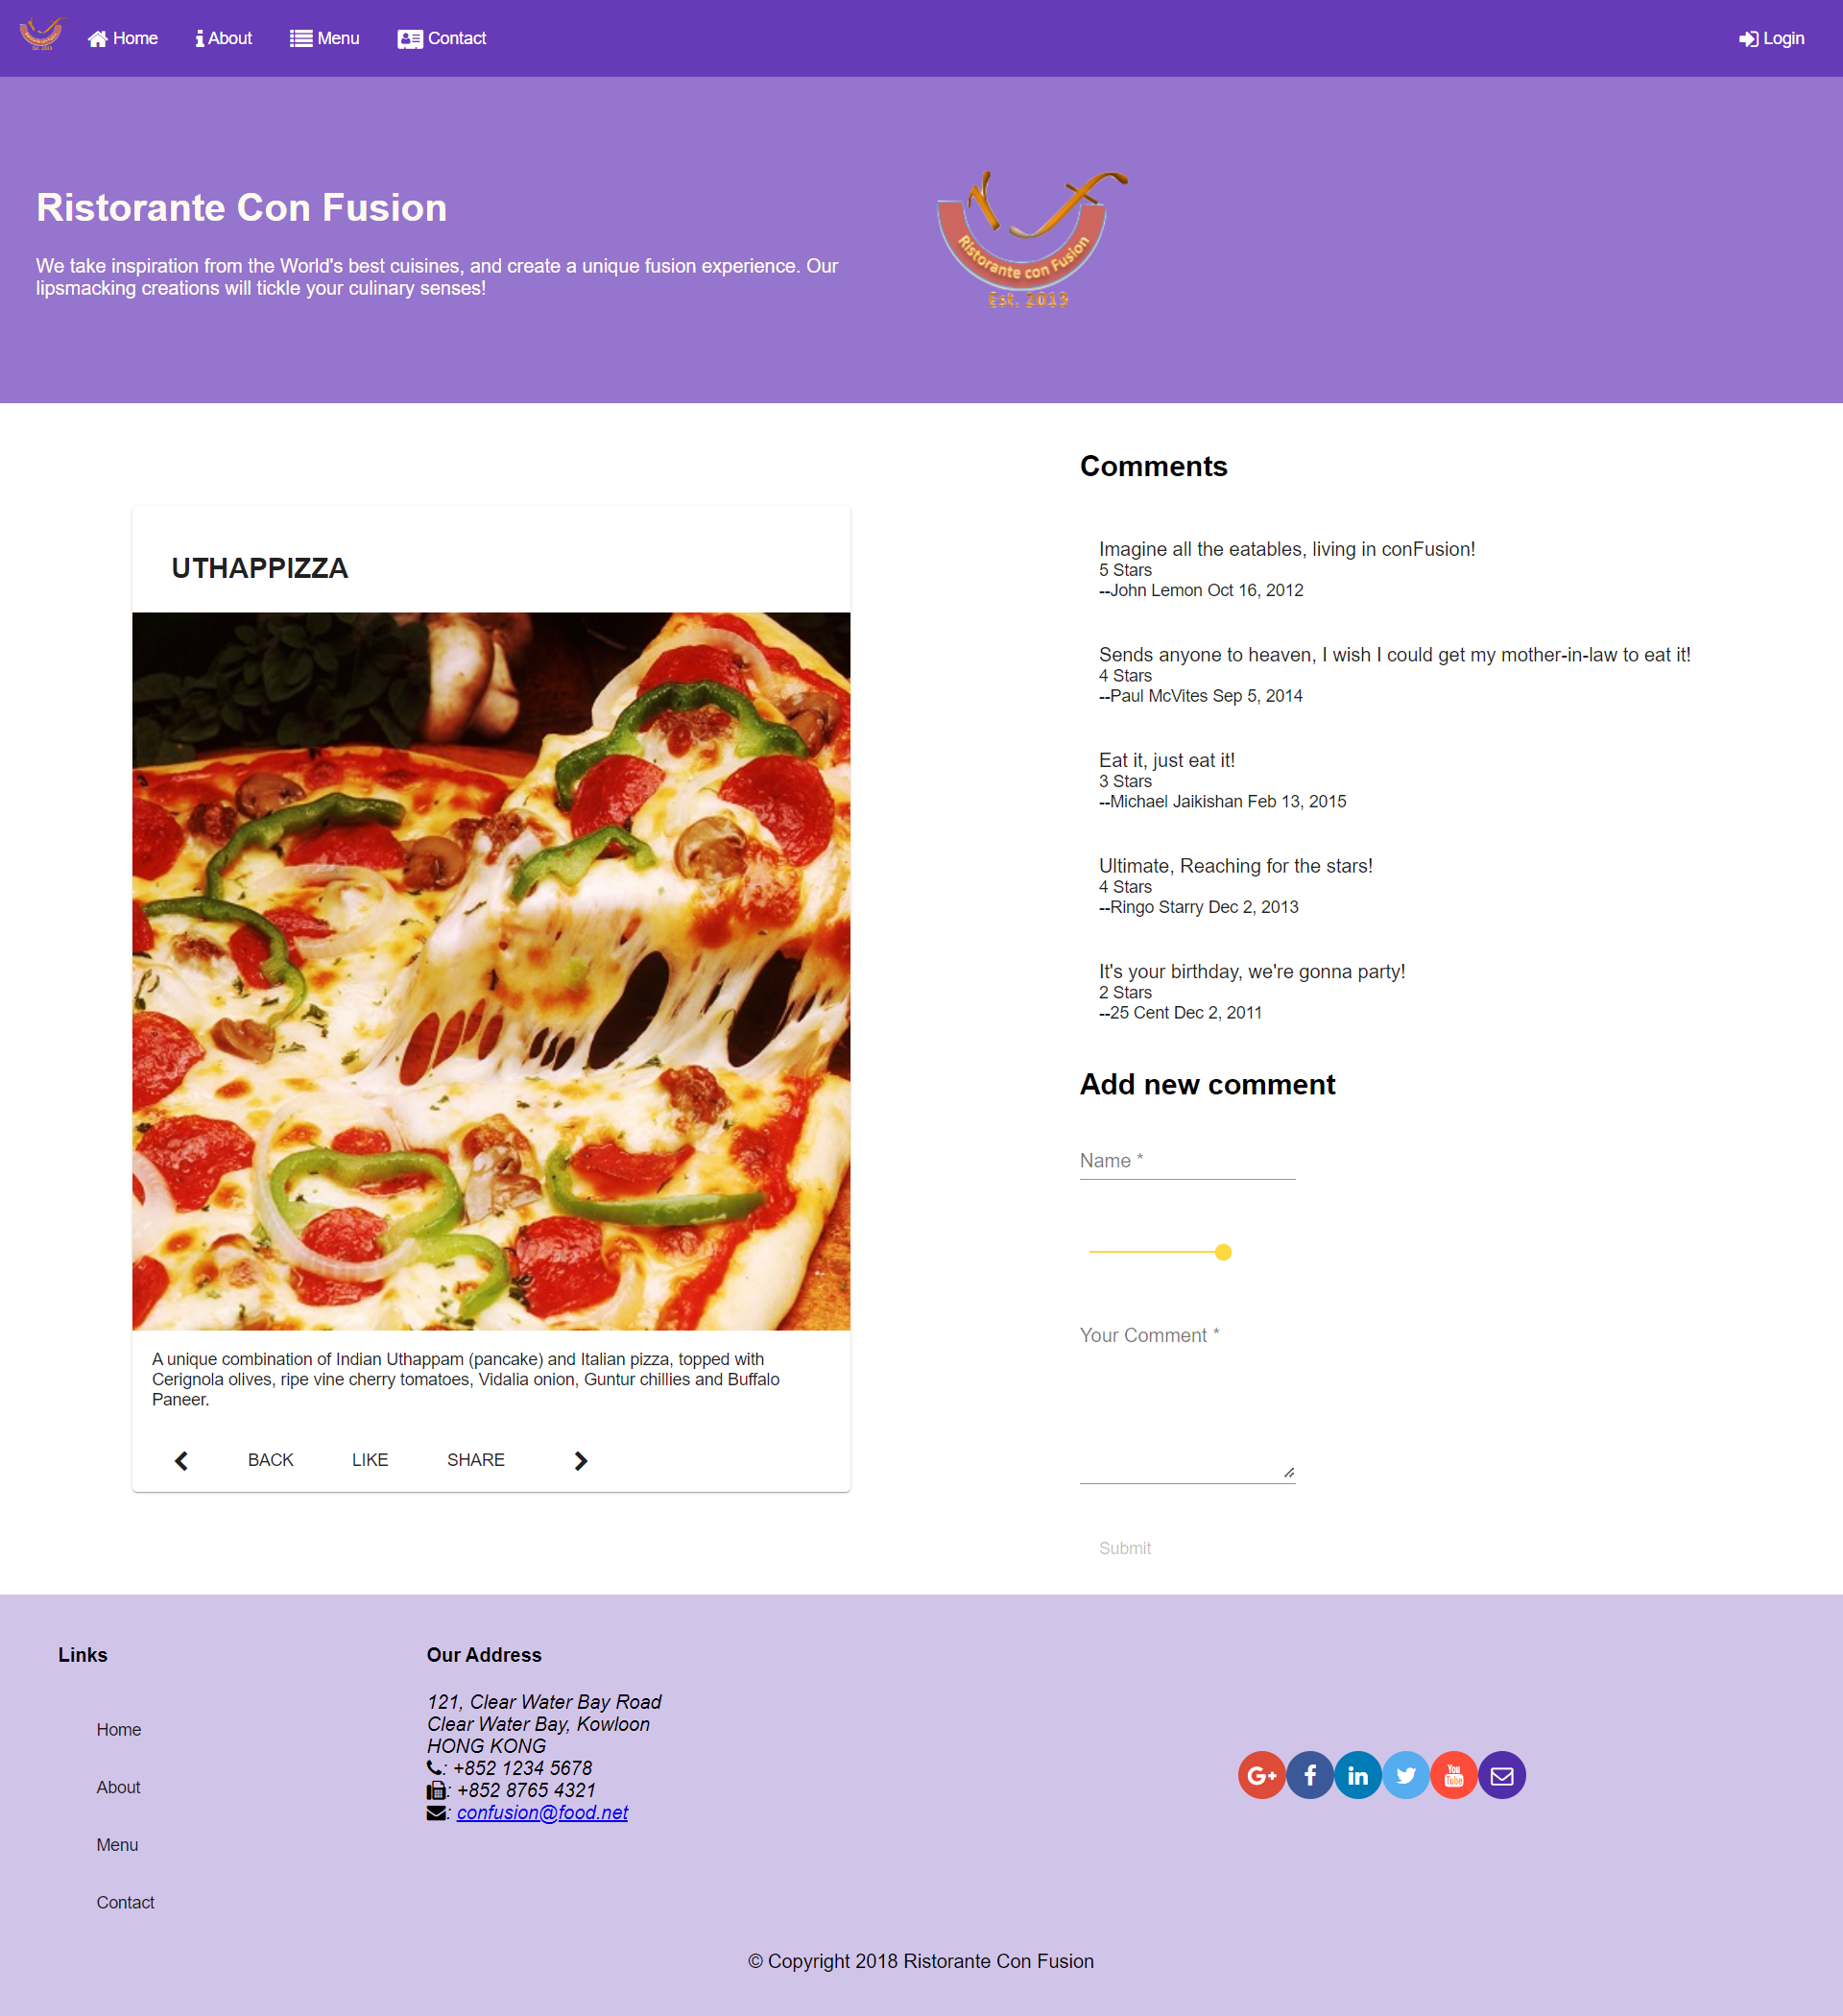 Est. 2013
Home
About
Menu
Contact
Login
Ristorante Con Fusion
We take inspiration from the World's best cuisines, and create a unique fusion experience. Our
lipsmacking creations will tickle your culinary senses!
Ristorante con Fusion
Est. 2013
UTHAPPIZZA
A unique combination of Indian Uthappam (pancake) and Italian pizza, topped with
Cerignola olives, ripe vine cherry tomatoes, Vidalia onion, Guntur chillies and Buffalo
Paneer.
BACK
LIKE
SHARE
Comments
Imagine all the eatables, living in conFusion!
5 Stars
--John Lemon Oct 16, 2012
Sends anyone to heaven, I wish I could get my mother-in-law to eat it!
4 Stars
--Paul McVites Sep 5, 2014
Eat it, just eat it!
3 Stars
--Michael Jaikishan Feb 13, 2015
Ultimate, Reaching for the stars!
4 Stars
--Ringo Starry Dec 2, 2013
It's your birthday, we're gonna party!
2 Stars
--25 Cent Dec 2, 2011
Add new comment
Name *
Your Comment *
Submit
Links
Home
About
Menu
Contact
Our Address
121, Clear Water Bay Road
Clear Water Bay, Kowloon
HONG KONG
: +852 1234 5678
: +852 8765 4321
: confusion@food.net
G+
f
in
You
Tube
© Copyright 2018 Ristorante Con Fusion